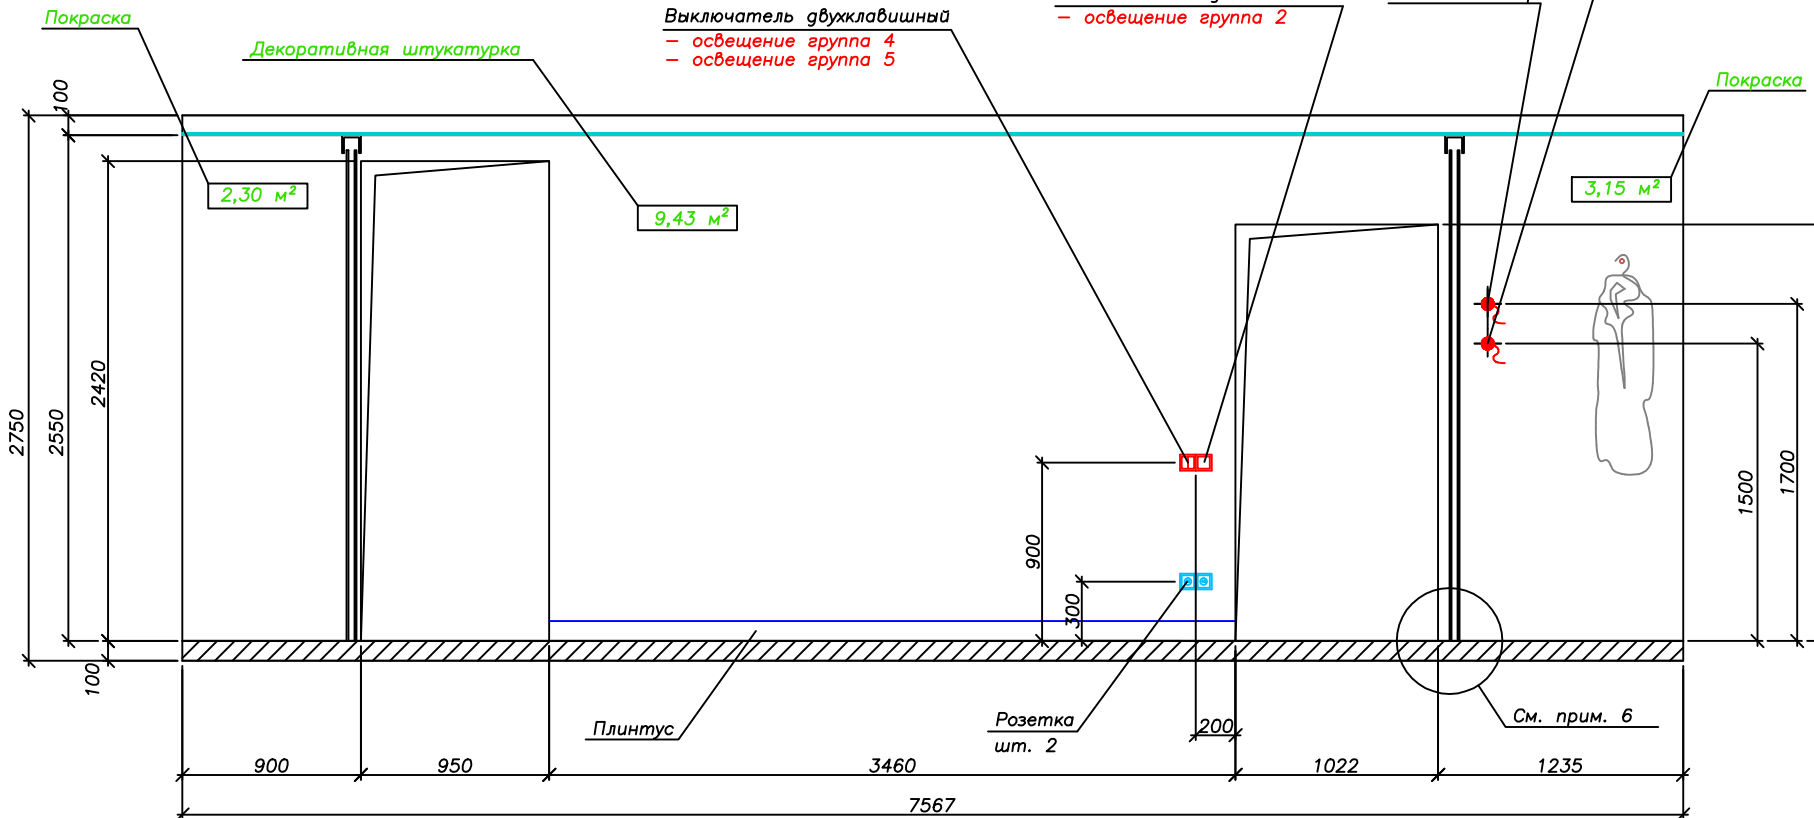 Покраска
Декоративная штукатурка
Выключатель двухклавишный
– освещение группа 4
– освещение группа 5
– освещение группа 2
Покраска
2,30 м²
9,43 м²
3,15 м²
100
2750
2550
2420
100
900
300
1500
1700
Плинтус
Розетка
шт. 2
200
См. прим. 6
900
950
3460
1022
1235
7567